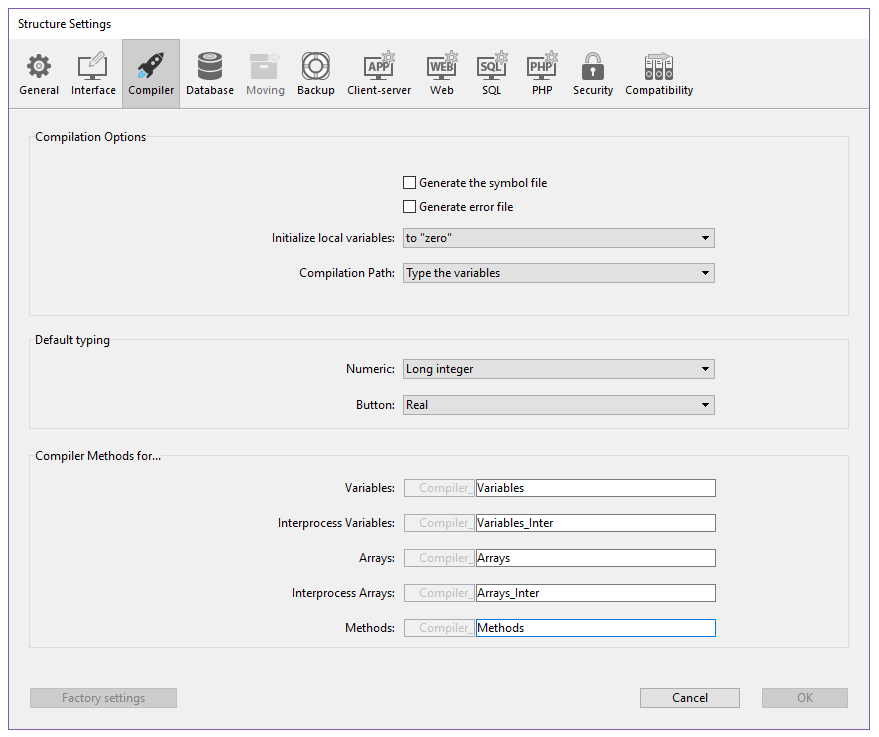 Structure Settings
APP WEB SQL PHP
General Interface Compiler Database Moving Backup Client-server Web SQL PHP Security Compatibility
Compilation Options
Generate the symbol file
Generate error file
Initialize local variables: to "zero"
Compilation Path: Type the variables
Default typing
Numeric: Long integer
Button: Real
Compiler Methods for...
Variables: Compiler_ Variables
Interprocess Variables: Compiler_ Variables_Inter
Arrays: Compiler_ Arrays
Interprocess Arrays: Compiler_ Arrays_Inter
Methods: Compiler_ Methods
Factory settings Cancel OK